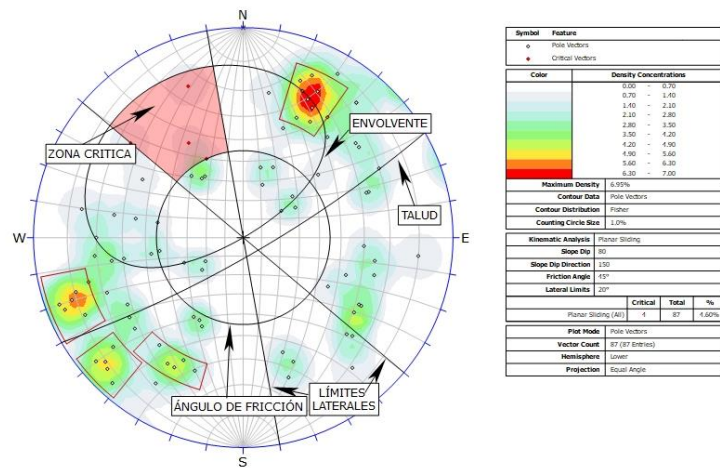 N
ENVOLVENTE
ZONA CRITICA
TALUD
W
E
ÁNGULO DE FRICCIÓN
LÍMITES
LATERALES
S
Symbol Feature
Pole Vectors
Critical Vectors
Color Density Concentrations
0.00 - 0.70
0.70 - 1.40
1.40 - 2.10
2.10 - 2.80
2.80 - 3.50
3.50 - 4.20
4.20 - 4.90
4.90 - 5.60
5.60 - 6.30
6.30 - 7.00
Maximum Density 6.95%
Contour Data Pole Vectors
Contour Distribution Fisher
Counting Circle Size 1.0%
Kinematic Analysis Planar Sliding
Slope Dip 80
Slope Dip Direction 150
Friction Angle 45°
Lateral Limits 20°
Critical Total %
Planar Sliding (All) 4 87 4.60%
Plot Mode Pole Vectors
Vector Count 87 (87 Entries)
Hemisphere Lower
Projection Equal Angle